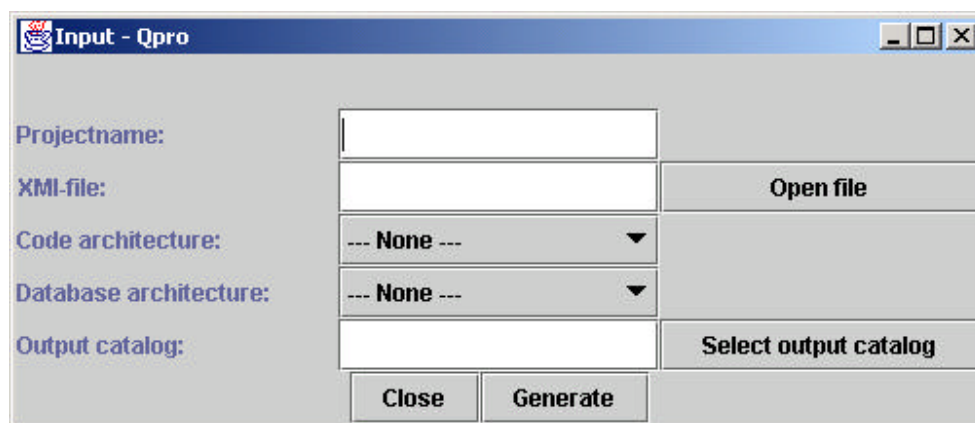 Input - Qpro
Projectname:
XMI-file: Open file
Code architecture: --- None ---
Database architecture: --- None ---
Output catalog: Select output catalog
Close Generate